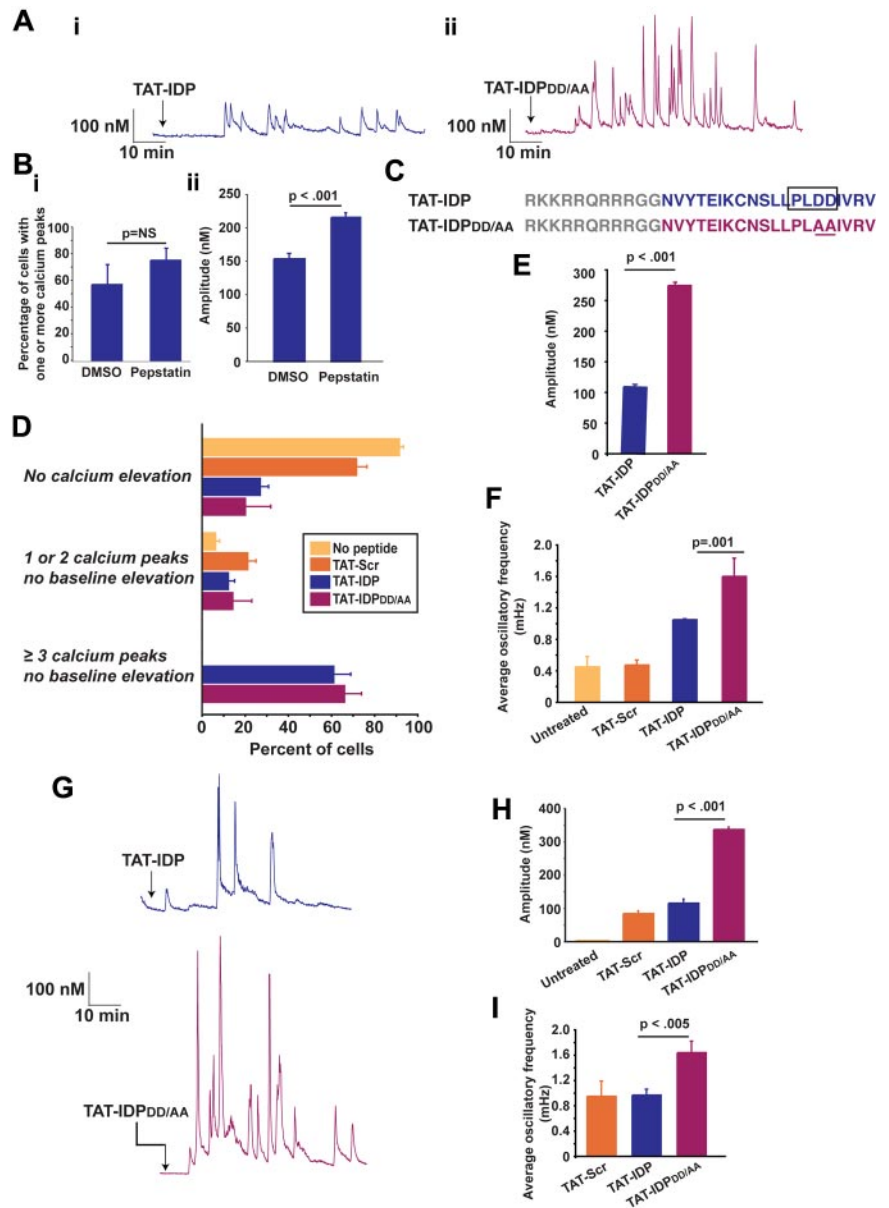 A
i
TAT-IDP
100 nM
10 min
ii
TAT-IDPDD/AA
100 nM
10 min
B
i
p=NS
Percentage of cells with
one or more calcium peaks
100
80
60
40
20
0
DMSO
Pepstatin
ii
p < .001
Amplitude (nM)
250
200
150
100
50
0
DMSO
Pepstatin
C
TAT-IDP RKKRRQRRRGGNVYTEIKCNSLLPLDDIVRV
TAT-IDPDD/AA RKKRRQRRRGGNVYTEIKCNSLLPLAAIVRV
D
No calcium elevation
1 or 2 calcium peaks
no baseline elevation
≥ 3 calcium peaks
no baseline elevation
No peptide
TAT-Scr
TAT-IDP
TAT-IDPDD/AA
0 20 40 60 80 100
Percent of cells
E
p < .001
Amplitude (nM)
300
250
200
150
100
50
0
TAT-IDP
TAT-IDPDD/AA
F
p=.001
Average oscillatory frequency
(mHz)
2.0
1.6
1.2
0.8
0.4
0
Untreated
TAT-Scr
TAT-IDP
TAT-IDPDD/AA
G
TAT-IDP
100 nM
10 min
TAT-IDPDD/AA
H
p < .001
Amplitude (nM)
400
300
200
100
0
Untreated
TAT-Scr
TAT-IDP
TAT-IDPDD/AA
I
p < .005
Average oscillatory frequency
(mHz)
2.0
1.6
1.2
0.8
0.4
0
TAT-Scr
TAT-IDP
TAT-IDPDD/AA